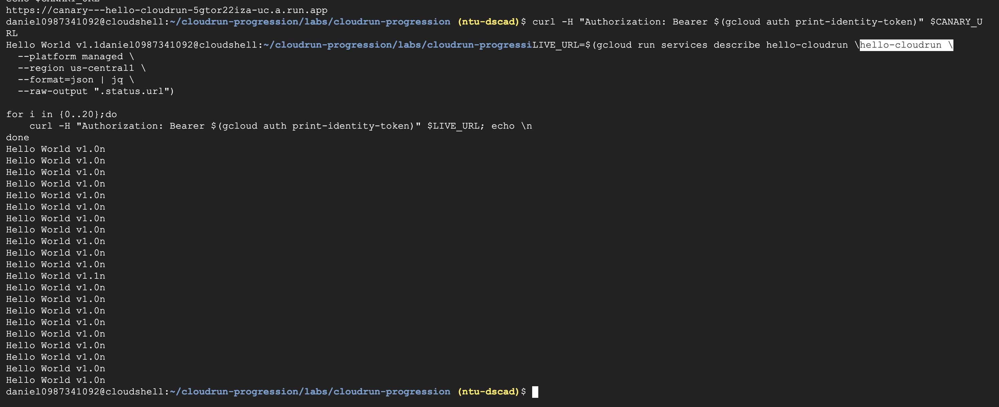 echo $CANARY_URL
https://canary---hello-cloudrun-5gtor22iza-uc.a.run.app
daniel0987341092@cloudshell:~/cloudrun-progression/labs/cloudrun-progression (ntu-dscad)$ curl -H "Authorization: Bearer $(gcloud auth print-identity-token)" $CANARY_U
RL
Hello World v1.1daniel0987341092@cloudshell:~/cloudrun-progression/labs/cloudrun-progressiLIVE_URL=$(gcloud run services describe hello-cloudrun \hello-cloudrun \
  --platform managed \
  --region us-central1 \
  --format=json | jq \
  --raw-output ".status.url")

for i in {0..20};do
    curl -H "Authorization: Bearer $(gcloud auth print-identity-token)" $LIVE_URL; echo \n
done
Hello World v1.0n
Hello World v1.0n
Hello World v1.0n
Hello World v1.0n
Hello World v1.0n
Hello World v1.0n
Hello World v1.0n
Hello World v1.0n
Hello World v1.0n
Hello World v1.0n
Hello World v1.0n
Hello World v1.1n
Hello World v1.0n
Hello World v1.0n
Hello World v1.0n
Hello World v1.0n
Hello World v1.0n
Hello World v1.0n
Hello World v1.0n
Hello World v1.0n
Hello World v1.0n
daniel0987341092@cloudshell:~/cloudrun-progression/labs/cloudrun-progression (ntu-dscad)$